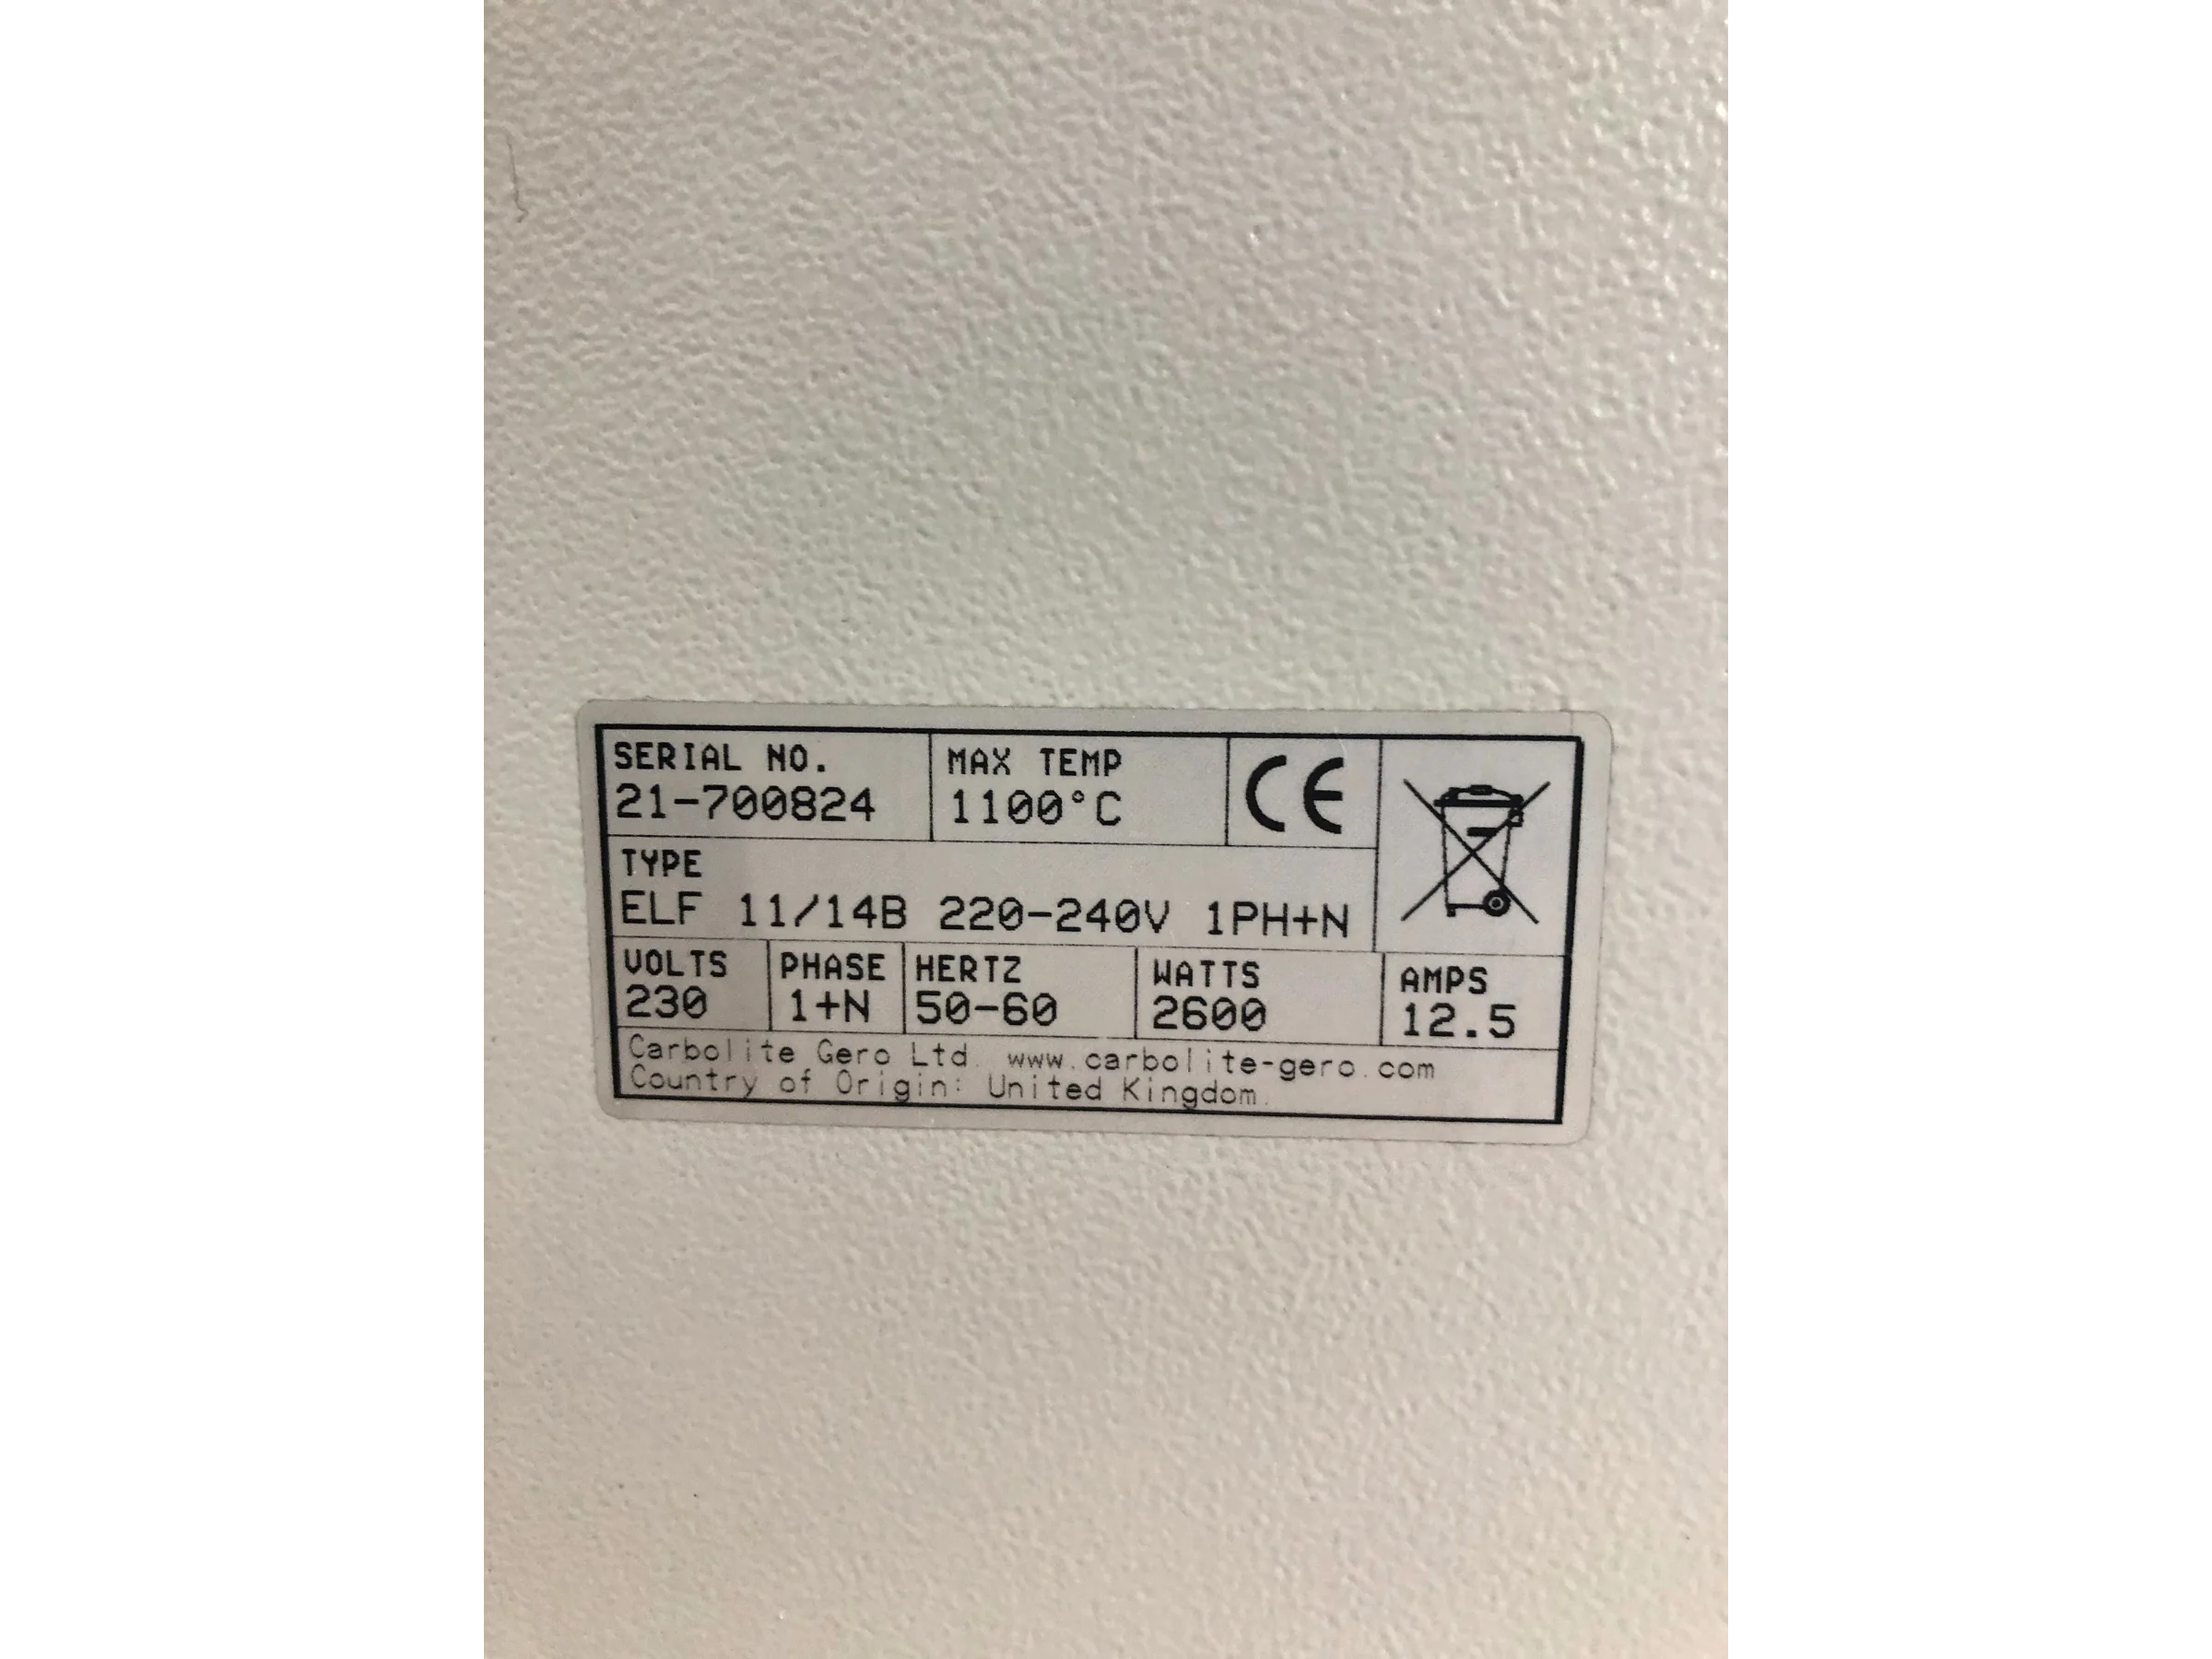 SERIAL NO. MAX TEMP CE
21-700824 1100°C
TYPE
ELF 11/14B 220-240V 1PH+N
VOLTS PHASE HERTZ WATTS AMPS
230 1+N 50-60 2600 12.5
Carbolite Gero Ltd. www.carbolite-gero.com
Country of Origin: United Kingdom.